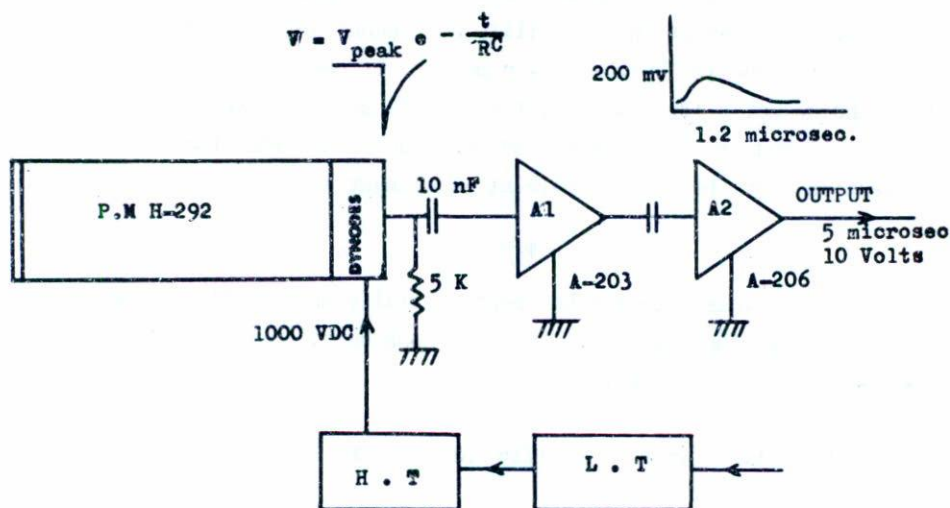 V = V peak e - t / RC
200 mv
1.2 microsec.
P.M H-292
DYNODES
10 nF
A1
A2
OUTPUT
5 microsec
10 Volts
5 K
A-203
A-206
1000 VDC
H . T
L . T